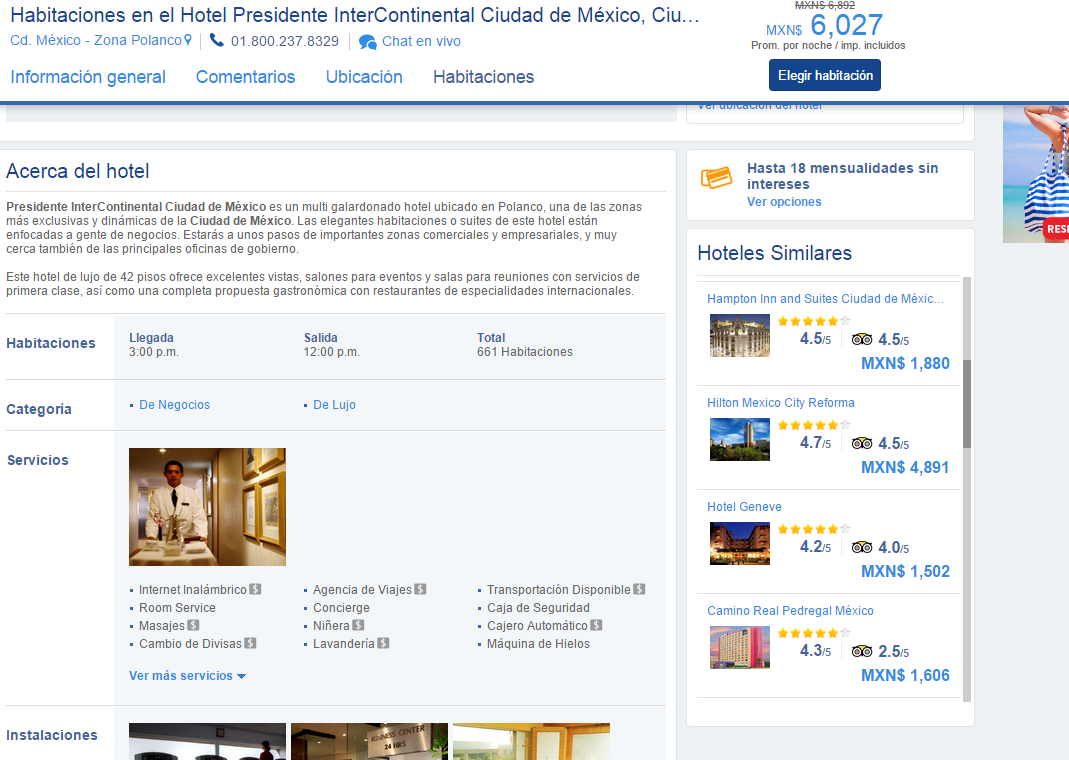 Habitaciones en el Hotel Presidente InterContinental Ciudad de México, Ciu...
MXN$ 6,892
MXN$ 6,027
Prom. por noche / imp. incluidos
Cd. México - Zona Polanco
01.800.237.8329
Chat en vivo
Información general
Comentarios
Ubicación
Habitaciones
Elegir habitación
Ver ubicación del hotel
Acerca del hotel
Presidente InterContinental Ciudad de México es un multi galardonado hotel ubicado en Polanco, una de las zonas
más exclusivas y dinámicas de la Ciudad de México. Las elegantes habitaciones o suites de este hotel están
enfocadas a gente de negocios. Estarás a unos pasos de importantes zonas comerciales y empresariales, y muy
cerca también de las principales oficinas de gobierno.
Este hotel de lujo de 42 pisos ofrece excelentes vistas, salones para eventos y salas para reuniones con servicios de
primera clase, así como una completa propuesta gastronómica con restaurantes de especialidades internacionales.
Habitaciones
Llegada
3:00 p.m.
Salida
12:00 p.m.
Total
661 Habitaciones
Categoría
De Negocios
De Lujo
Servicios
Internet Inalámbrico $
Room Service
Masajes $
Cambio de Divisas $
Agencia de Viajes $
Concierge
Niñera $
Lavandería $
Transportación Disponible $
Caja de Seguridad
Cajero Automático $
Máquina de Hielos
Ver más servicios
Instalaciones
BUSINESS CENTER
24 HRS
Hasta 18 mensualidades sin
intereses
Ver opciones
Hoteles Similares
Hampton Inn and Suites Ciudad de Méxic...
4.5/5
4.5/5
MXN$ 1,880
Hilton Mexico City Reforma
4.7/5
4.5/5
MXN$ 4,891
Hotel Geneve
4.2/5
4.0/5
MXN$ 1,502
Camino Real Pedregal México
4.3/5
2.5/5
MXN$ 1,606
RES